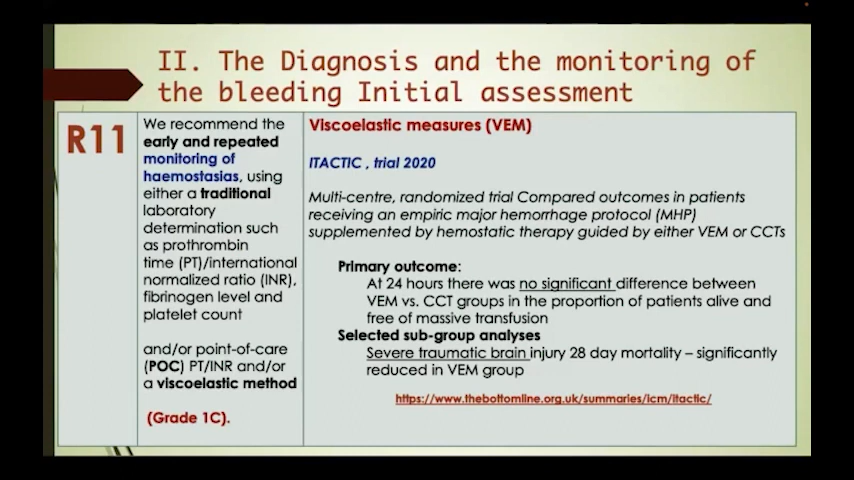 II. The Diagnosis and the monitoring of
the bleeding Initial assessment
R11
We recommend the
early and repeated
monitoring of
haemostasias, using
either a traditional
laboratory
determination such
as prothrombin
time (PT)/international
normalized ratio (INR),
fibrinogen level and
platelet count
and/or point-of-care
(POC) PT/INR and/or
a viscoelastic method
(Grade 1C).
Viscoelastic measures (VEM)
ITACTIC , trial 2020
Multi-centre, randomized trial Compared outcomes in patients
receiving an empiric major hemorrhage protocol (MHP)
supplemented by hemostatic therapy guided by either VEM or CCTs
Primary outcome:
At 24 hours there was no significant difference between
VEM vs. CCT groups in the proportion of patients alive and
free of massive transfusion
Selected sub-group analyses
Severe traumatic brain injury 28 day mortality – significantly
reduced in VEM group
https://www.thebottomline.org.uk/summaries/icm/itactic/